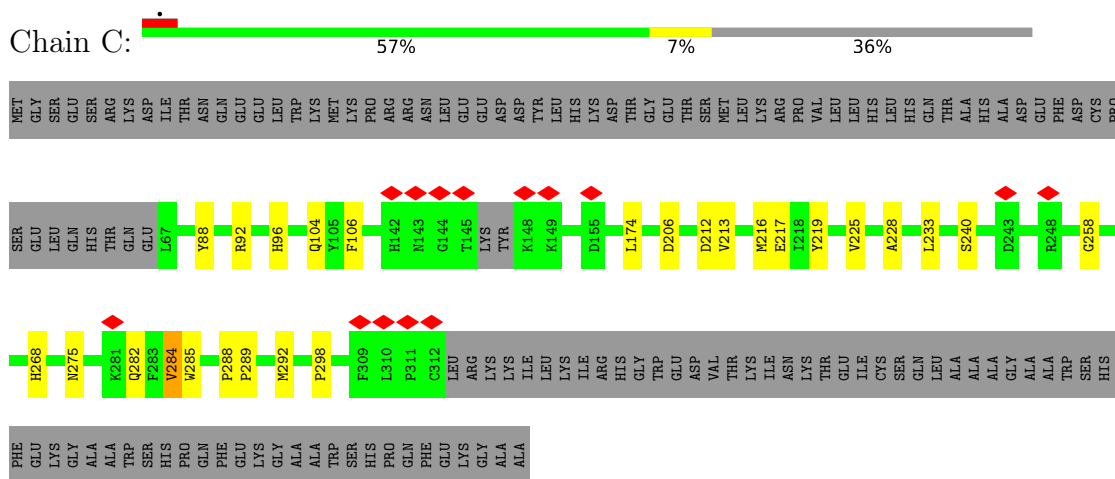 Chain C:
57% 7% 36%
MET GLY SER GLU SER ARG LYS ASP ILE THR ASN GLN GLU GLU LEU TRP LYS MET LYS PRO ARG ARG ASN LEU GLU GLU ASP ASP TYR LEU HIS LYS ASP THR GLY GLU THR SER MET LEU LYS ARG PRO VAL LEU LEU HIS LEU HIS GLN THR ALA HIS ALA ASP GLU PHE ASP CYS PRO
SER GLU LEU GLN HIS THR GLN GLU L67 Y88 R92 H96 Q104 Y105 F106 H142 N143 G144 T145 LYS TYR K148 K149 D155 L174 D206 D212 V213 M216 E217 I218 Y219 V225 A228 L233 S240 D243 R248 G258
H268 N275 K281 Q282 F283 V284 W285 P288 P289 M292 P298 F309 L310 P311 C312 LEU ARG LYS LYS ILE LEU LYS ILE ARG HIS GLY TRP GLU ASP VAL THR LYS ILE ASN LYS THR GLU ILE CYS SER GLN LEU ALA ALA ALA GLY ALA ALA TRP SER HIS
PHE GLU LYS GLY ALA ALA TRP SER HIS PRO GLN PHE GLU LYS GLY ALA ALA TRP SER HIS PRO GLN PHE GLU LYS GLY ALA ALA